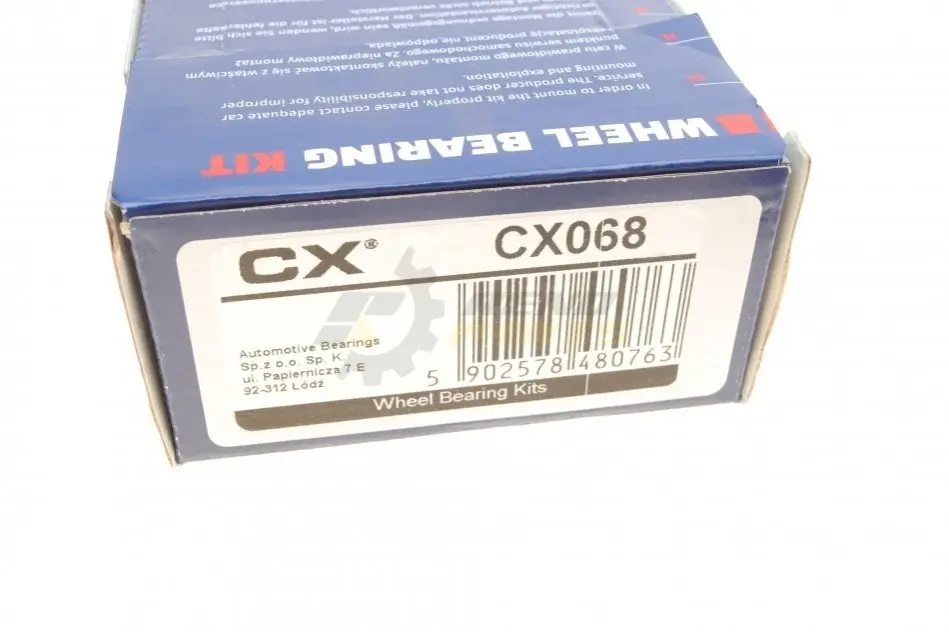 CX® CX068
Automotive Bearings
Sp.z o.o. Sp. K.
ul. Papiernicza 7 E
92-312 Łódź
5 902578 480763
Wheel Bearing Kits
WHEEL BEARING KIT
In order to mount the kit properly, please contact adequate car
service. The producer does not take responsibility for improper
mounting and exploitation.
W celu prawidłowego montażu, należy skontaktować się z właściwym
punktem serwisu samochodowego. Za nieprawidłowy montaż
i eksploatację producent nie odpowiada.